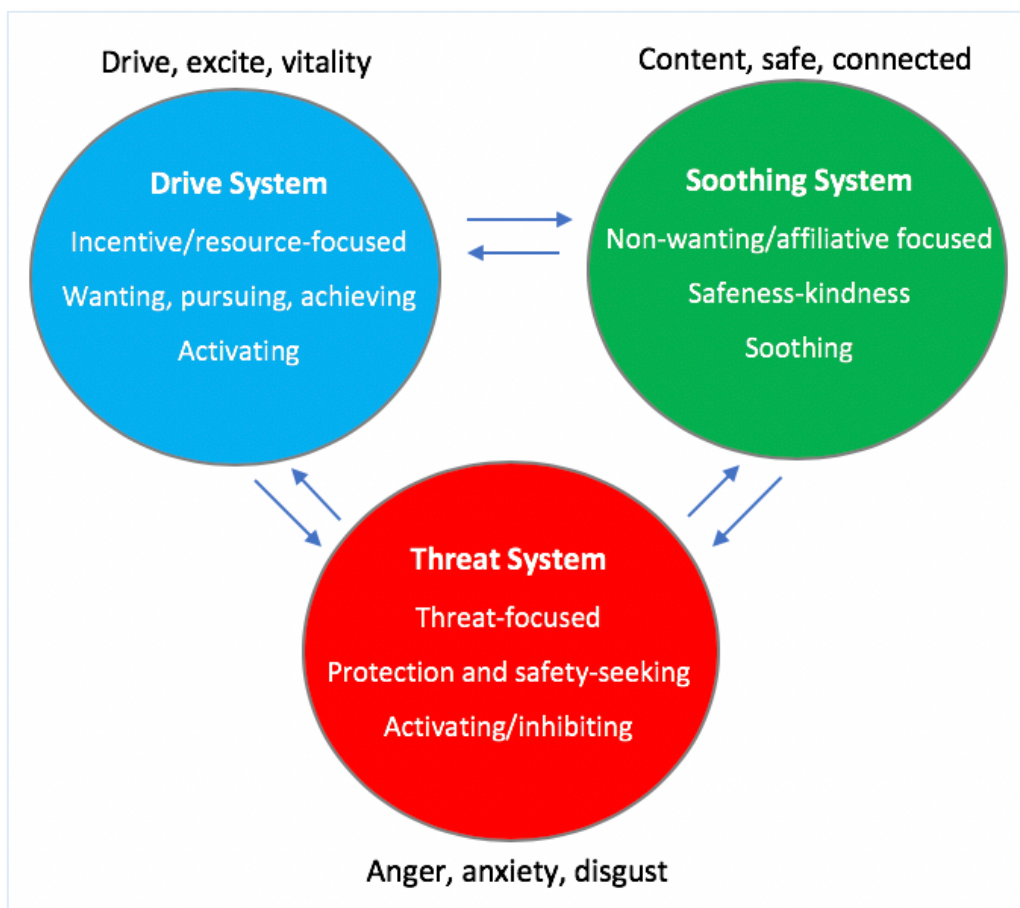 Drive, excite, vitality
Drive System
Incentive/resource-focused
Wanting, pursuing, achieving
Activating
Content, safe, connected
Soothing System
Non-wanting/affiliative focused
Safeness-kindness
Soothing
Threat System
Threat-focused
Protection and safety-seeking
Activating/inhibiting
Anger, anxiety, disgust